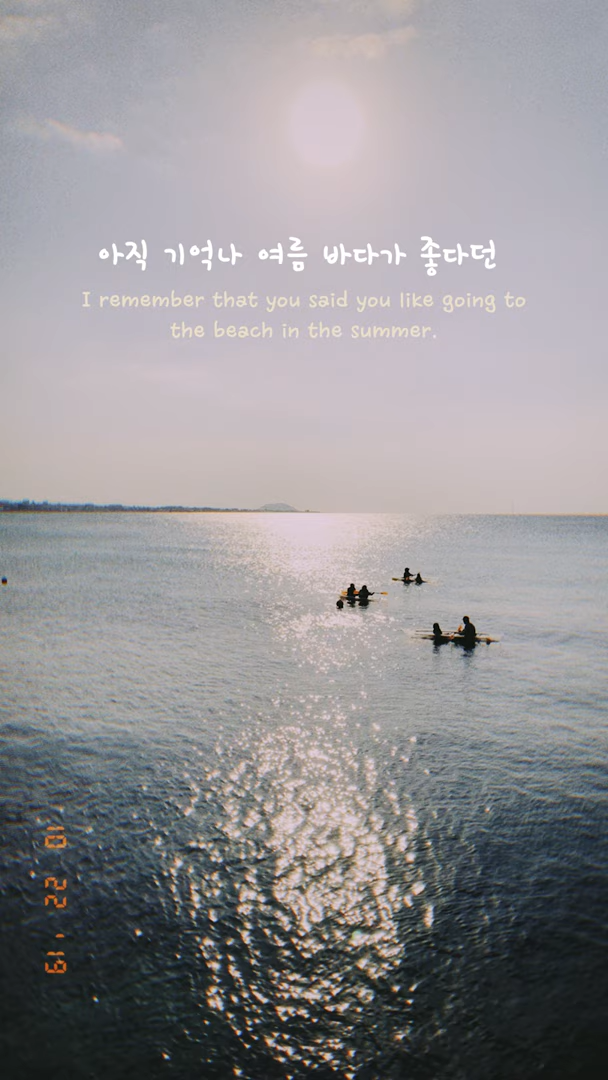 아직 기억나 여름 바다가 좋다던
I remember that you said you like going to
the beach in the summer.
10 22 '19